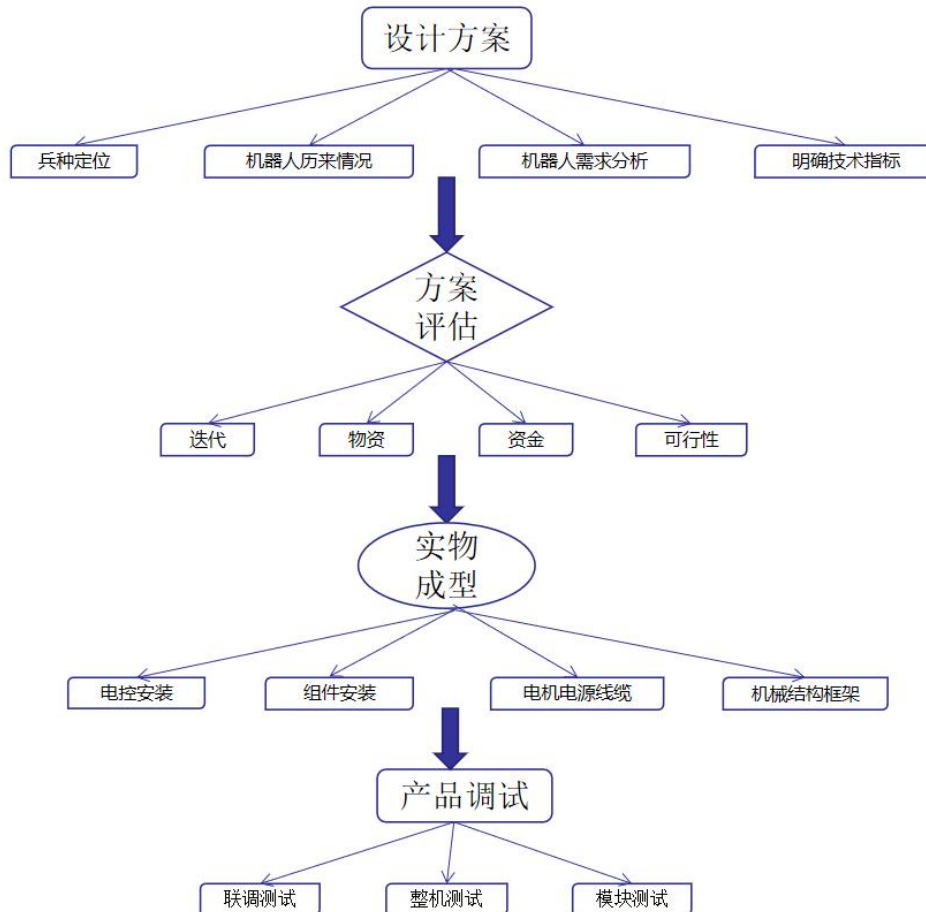 设计方案
兵种定位
机器人历来情况
机器人需求分析
明确技术指标
方案
评估
迭代
物资
资金
可行性
实物
成型
电控安装
组件安装
电机电源线缆
机械结构框架
产品调试
联调测试
整机测试
模块测试